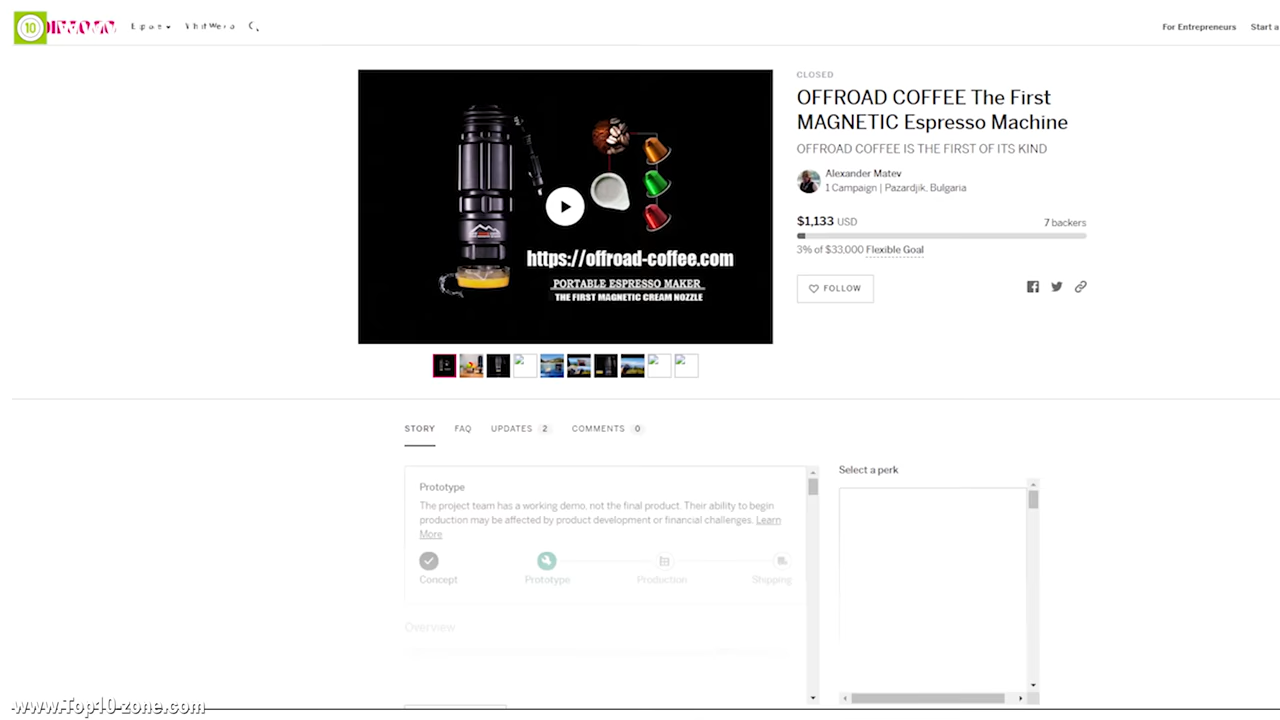 10
For Entrepreneurs
Start a
CLOSED
OFFROAD COFFEE The First
MAGNETIC Espresso Machine
OFFROAD COFFEE IS THE FIRST OF ITS KIND
Alexander Matev
1 Campaign | Pazardjik, Bulgaria
$1,133 USD
7 backers
3% of $33,000 Flexible Goal
FOLLOW
https://offroad-coffee.com
PORTABLE ESPRESSO MAKER
THE FIRST MAGNETIC CREAM NOZZLE
STORY
FAQ
UPDATES 2
COMMENTS 0
Prototype
The project team has a working demo, not the final product. Their ability to begin
production may be affected by product development or financial challenges. Learn
More
Concept
Prototype
Production
Shipping
Overview
Select a perk
www.Top10-zone.com